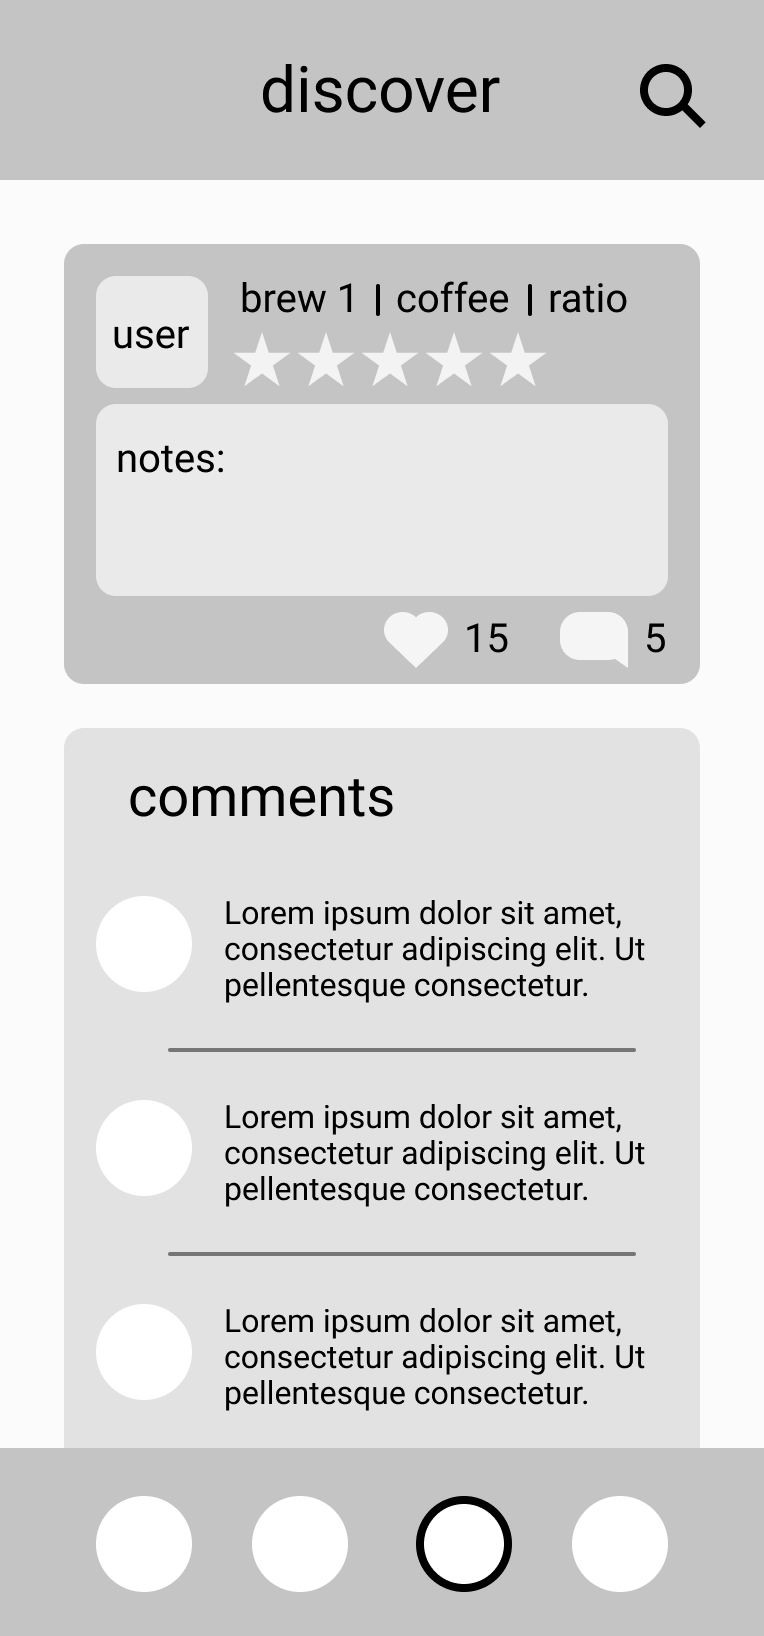 discover
user
brew 1 | coffee | ratio
notes:
15
5
comments
Lorem ipsum dolor sit amet,
consectetur adipiscing elit. Ut
pellentesque consectetur.
Lorem ipsum dolor sit amet,
consectetur adipiscing elit. Ut
pellentesque consectetur.
Lorem ipsum dolor sit amet,
consectetur adipiscing elit. Ut
pellentesque consectetur.